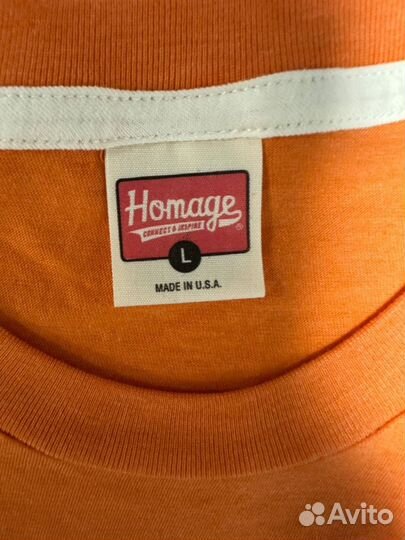 Homage
CONNECT & INSPIRE
®
L
MADE IN U.S.A.
Avito